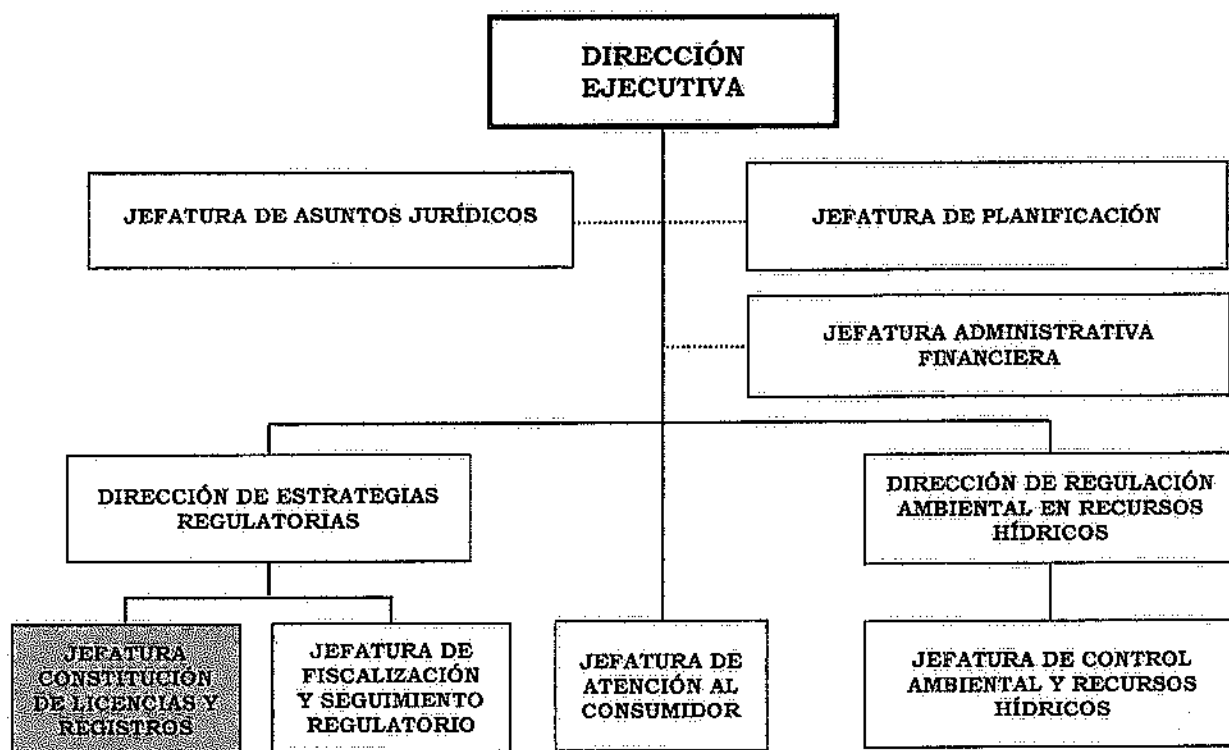 DIRECCIÓN
EJECUTIVA
JEFATURA DE ASUNTOS JURÍDICOS
JEFATURA DE PLANIFICACIÓN
JEFATURA ADMINISTRATIVA
FINANCIERA
DIRECCIÓN DE ESTRATEGIAS
REGULATORIAS
DIRECCIÓN DE REGULACIÓN
AMBIENTAL EN RECURSOS
HÍDRICOS
JEFATURA
CONSTITUCIÓN
DE LICENCIAS Y
REGISTROS
JEFATURA DE
FISCALIZACIÓN
Y SEGUIMIENTO
REGULATORIO
JEFATURA DE
ATENCIÓN AL
CONSUMIDOR
JEFATURA DE CONTROL
AMBIENTAL Y RECURSOS
HÍDRICOS